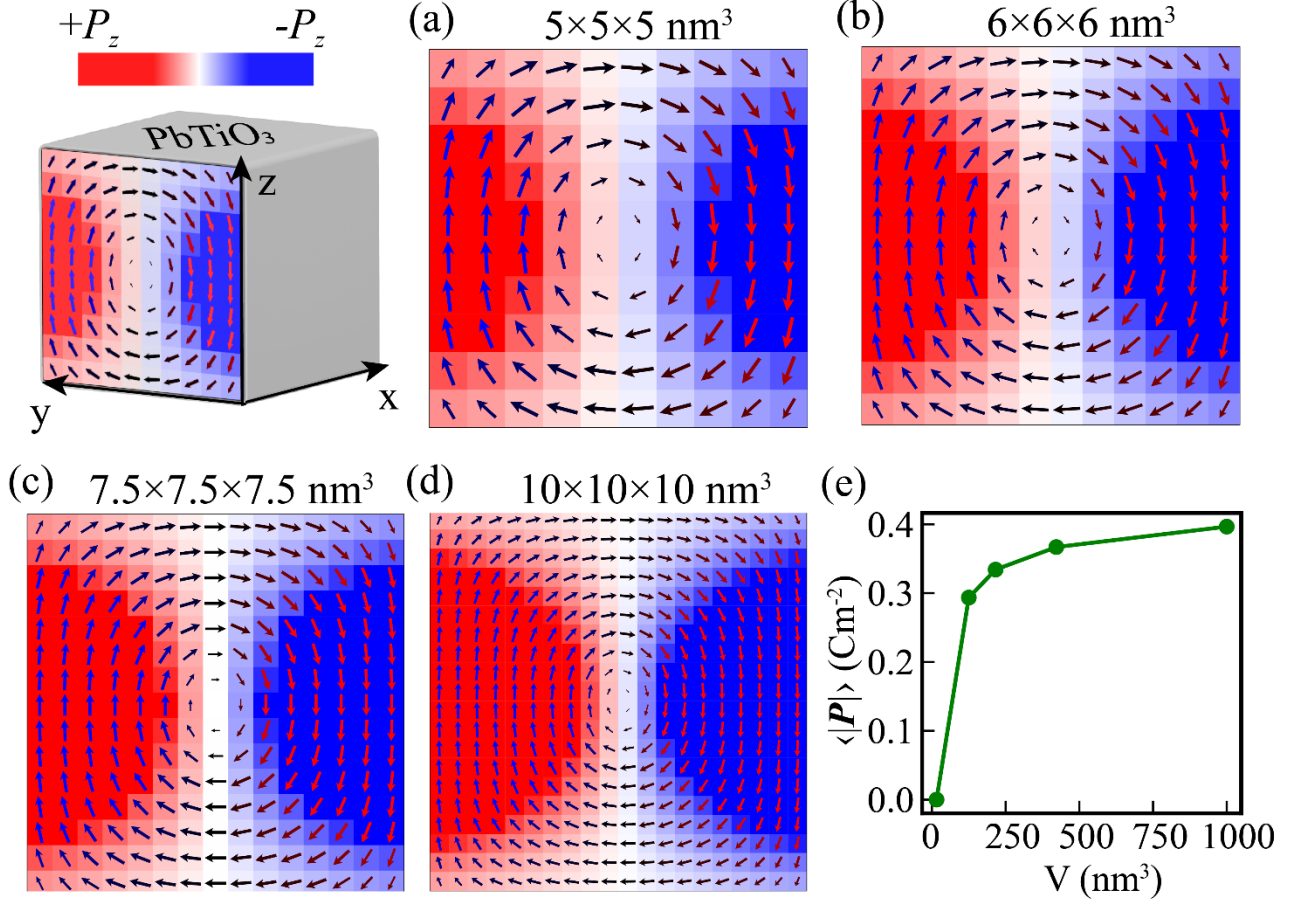 +Pz
-Pz
PbTiO3
z
y
x
(a)
5×5×5 nm³
(b)
6×6×6 nm³
(c)
7.5×7.5×7.5 nm³
(d)
10×10×10 nm³
(e)
0.4
0.3
0.2
0.1
0.0
‹|P|› (Cm⁻²)
0
250
500
750
1000
V (nm³)